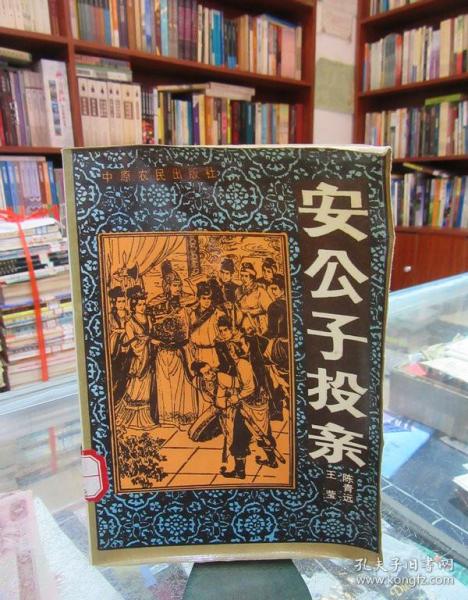 中原农民出版社
安公子投亲
陈青远
王莹
孔夫子旧书网
www.kongfz.com